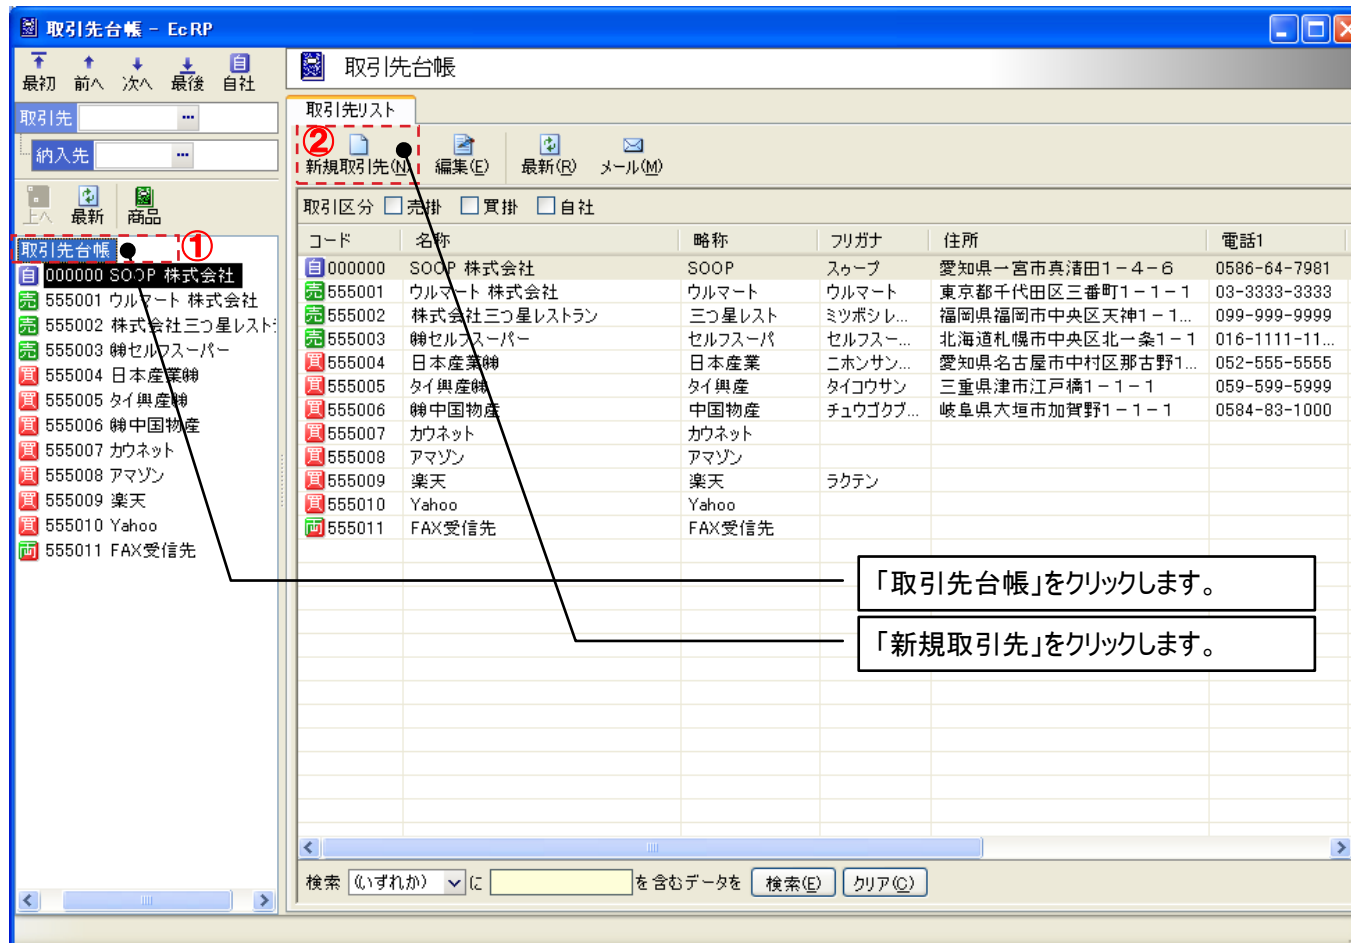 取引先台帳 - EcRP
最初 前へ 次へ 最後 自社
取引先 ...
納入先 ...
上へ 最新 商品
取引先台帳 ①
自 000000 SOOP 株式会社
売 555001 ウルマート 株式会社
売 555002 株式会社三つ星レスト
売 555003 ㈱セルフスーパー
買 555004 日本産業㈱
買 555005 タイ興産㈱
買 555006 ㈱中国物産
買 555007 カウネット
買 555008 アマゾン
買 555009 楽天
買 555010 Yahoo
両 555011 FAX受信先
取引先台帳
取引先リスト
② 新規取引先(N) 編集(E) 最新(R) メール(M)
取引区分 売掛 買掛 自社
コード 名称 略称 フリガナ 住所 電話1
自 000000 SOOP 株式会社 SOOP スゥープ 愛知県一宮市真清田1-4-6 0586-64-7981
売 555001 ウルマート 株式会社 ウルマート ウルマート 東京都千代田区三番町1-1-1 03-3333-3333
売 555002 株式会社三つ星レストラン 三つ星レスト ミツボシレ... 福岡県福岡市中央区天神1-1... 099-999-9999
売 555003 ㈱セルフスーパー セルフスーパ セルフスー... 北海道札幌市中央区北一条1-1 016-1111-11...
買 555004 日本産業㈱ 日本産業 ニホンサン... 愛知県名古屋市中村区那古野1... 052-555-5555
買 555005 タイ興産㈱ タイ興産 タイコウサン 三重県津市江戸橋1-1-1 059-599-5999
買 555006 ㈱中国物産 中国物産 チュウゴクブ... 岐阜県大垣市加賀野1-1-1 0584-83-1000
買 555007 カウネット カウネット
買 555008 アマゾン アマゾン
買 555009 楽天 楽天 ラクテン
買 555010 Yahoo Yahoo
両 555011 FAX受信先 FAX受信先
「取引先台帳」をクリックします。
「新規取引先」をクリックします。
検索 (いずれか) に を含むデータを 検索(E) クリア(C)